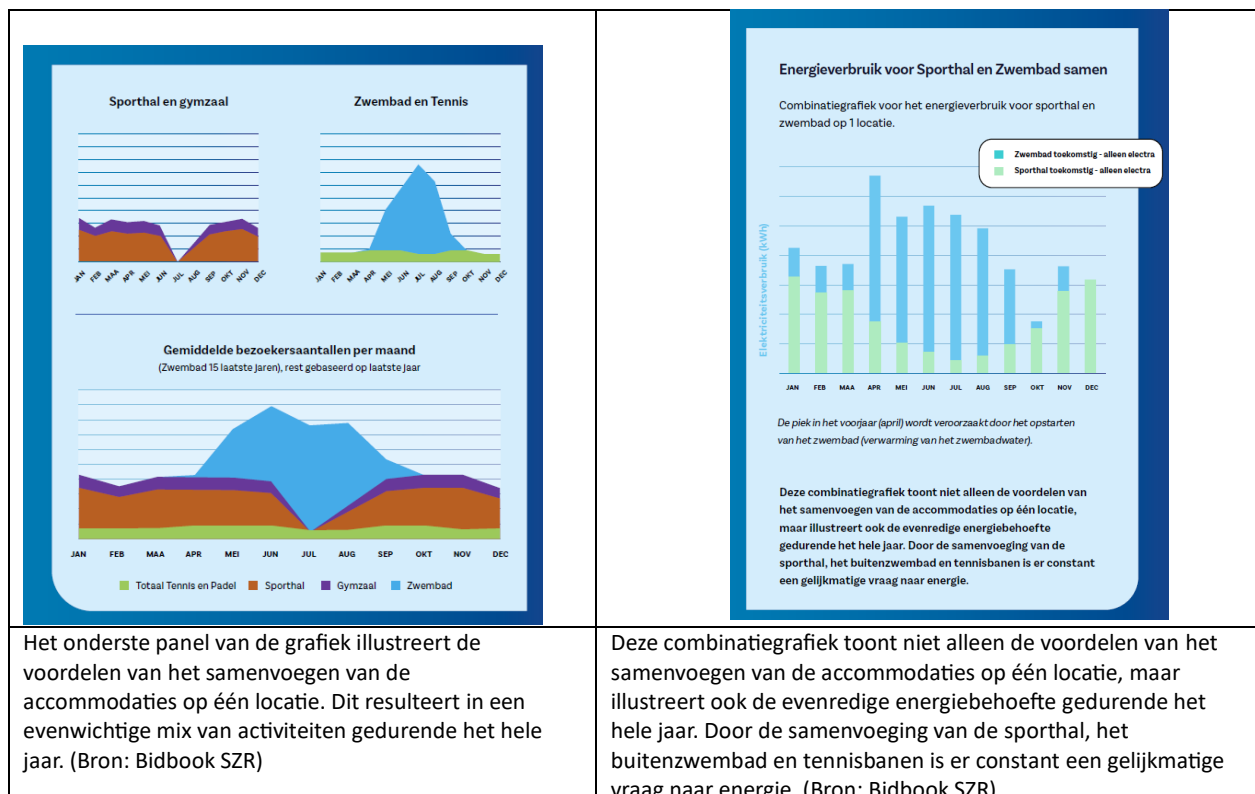 Sporthal en gymzaal
JAN FEB MAA APR MEI JUN JUL AUG SEP OKT NOV DEC
Zwembad en Tennis
JAN FEB MAA APR MEI JUN JUL AUG SEP OKT NOV DEC
Gemiddelde bezoekersaantallen per maand
(Zwembad 15 laatste jaren), rest gebaseerd op laatste jaar
JAN FEB MAA APR MEI JUN JUL AUG SEP OKT NOV DEC
Totaal Tennis en Padel Sporthal Gymzaal Zwembad
Het onderste panel van de grafiek illustreert de
voordelen van het samenvoegen van de
accommodaties op één locatie. Dit resulteert in een
evenwichtige mix van activiteiten gedurende het hele
jaar. (Bron: Bidbook SZR)
Energieverbruik voor Sporthal en Zwembad samen
Combinatiegrafiek voor het energieverbruik voor sporthal en
zwembad op 1 locatie.
Zwembad toekomstig - alleen electra
Sporthal toekomstig - alleen electra
Elektriciteitsverbruik (kWh)
JAN FEB MAA APR MEI JUN JUL AUG SEP OKT NOV DEC
De piek in het voorjaar (april) wordt veroorzaakt door het opstarten
van het zwembad (verwarming van het zwembadwater).
Deze combinatiegrafiek toont niet alleen de voordelen van
het samenvoegen van de accommodaties op één locatie,
maar illustreert ook de evenredige energiebehoefte
gedurende het hele jaar. Door de samenvoeging van de
sporthal, het buitenzwembad en tennisbanen is er constant
een gelijkmatige vraag naar energie.
Deze combinatiegrafiek toont niet alleen de voordelen van het
samenvoegen van de accommodaties op één locatie, maar
illustreert ook de evenredige energiebehoefte gedurende het
hele jaar. Door de samenvoeging van de sporthal, het
buitenzwembad en tennisbanen is er constant een gelijkmatige
vraag naar energie. (Bron: Bidbook SZR)